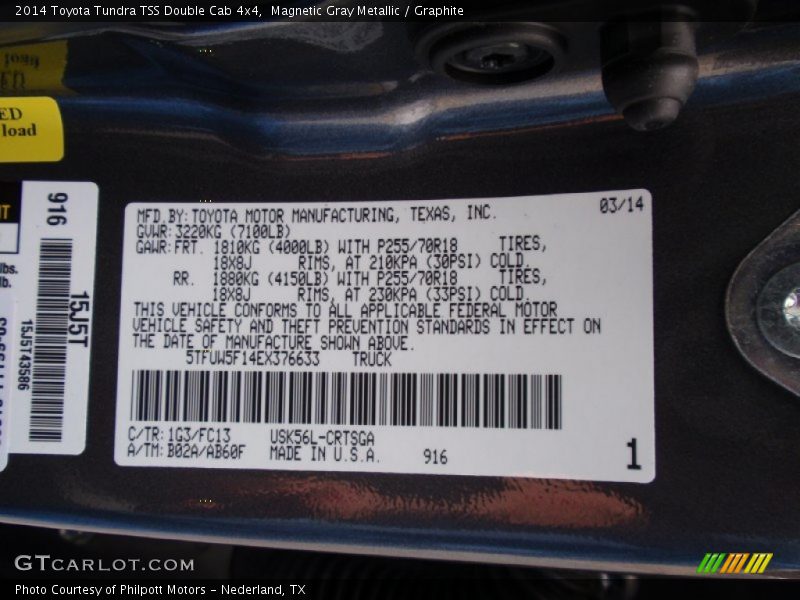 2014 Toyota Tundra TSS Double Cab 4x4, Magnetic Gray Metallic / Graphite
ED
load
916
15J5T
15J5T43586
lbs.
lb.
03/14
MFD.BY:TOYOTA MOTOR MANUFACTURING, TEXAS, INC.
GVWR:3220KG (7100LB)
GAWR:FRT. 1810KG (4000LB) WITH P255/70R18 TIRES,
18X8J RIMS, AT 210KPA (30PSI) COLD.
RR. 1880KG (4150LB) WITH P255/70R18 TIRES,
18X8J RIMS, AT 230KPA (33PSI) COLD.
THIS VEHICLE CONFORMS TO ALL APPLICABLE FEDERAL MOTOR
VEHICLE SAFETY AND THEFT PREVENTION STANDARDS IN EFFECT ON
THE DATE OF MANUFACTURE SHOWN ABOVE.
5TFUW5F14EX376633 TRUCK
C/TR:1G3/FC13 USK56L-CRTSGA
A/TM:B02A/AB60F MADE IN U.S.A. 916
1
GTCARLOT.COM
Photo Courtesy of Philpott Motors - Nederland, TX